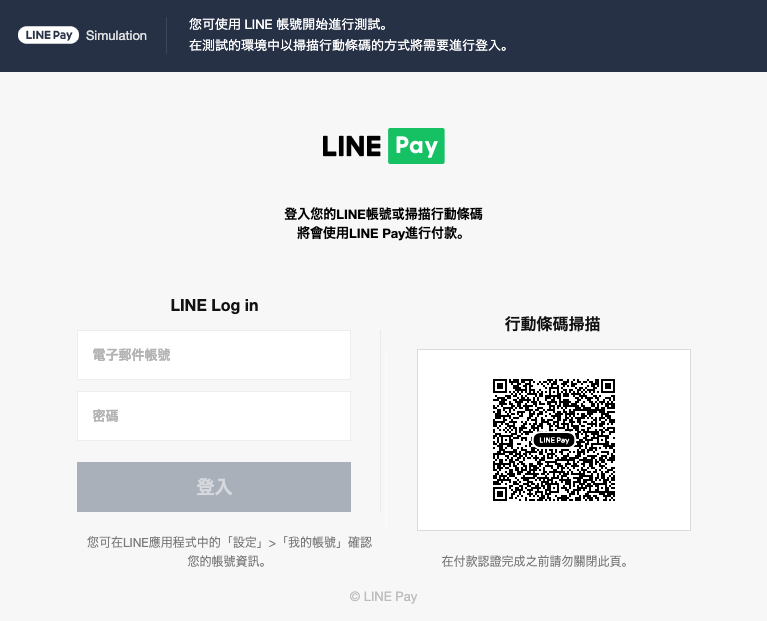 LINE Pay Simulation
您可使用 LINE 帳號開始進行測試。
在測試的環境中以掃描行動條碼的方式將需要進行登入。
LINE Pay
登入您的LINE帳號或掃描行動條碼
將會使用LINE Pay進行付款。
LINE Log in
電子郵件帳號
密碼
登入
您可在LINE應用程式中的「設定」>「我的帳號」確認
您的帳號資訊。
行動條碼掃描
LINE Pay
在付款認證完成之前請勿關閉此頁。
© LINE Pay